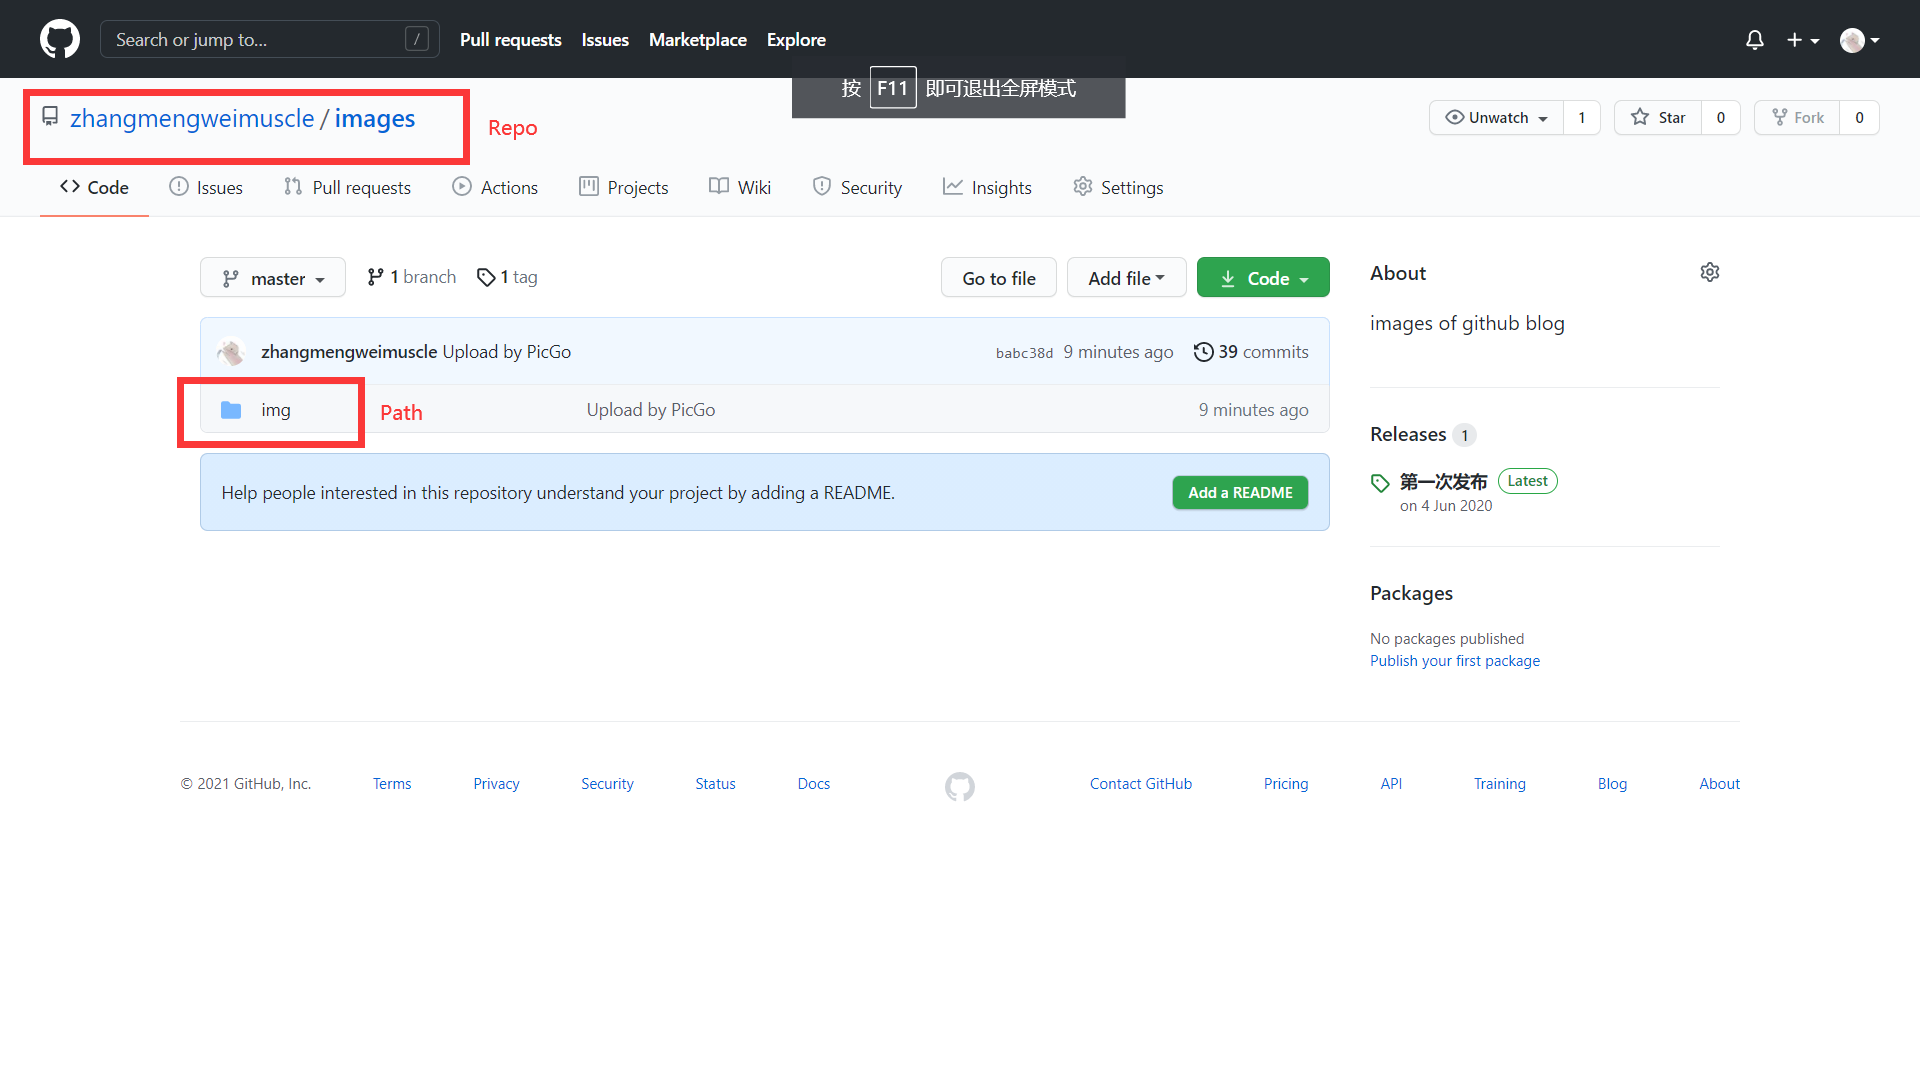 Search or jump to... /
Pull requests Issues Marketplace Explore
按 F11 即可退出全屏模式
zhangmengweimuscle / images
Repo
Unwatch 1 Star 0 Fork 0
Code Issues Pull requests Actions Projects Wiki Security Insights Settings
master 1 branch 1 tag
Go to file Add file Code
zhangmengweimuscle Upload by PicGo babc38d 9 minutes ago 39 commits
img Path Upload by PicGo 9 minutes ago
Help people interested in this repository understand your project by adding a README. Add a README
About
images of github blog
Releases 1
第一次发布 Latest
on 4 Jun 2020
Packages
No packages published
Publish your first package
© 2021 GitHub, Inc. Terms Privacy Security Status Docs Contact GitHub Pricing API Training Blog About